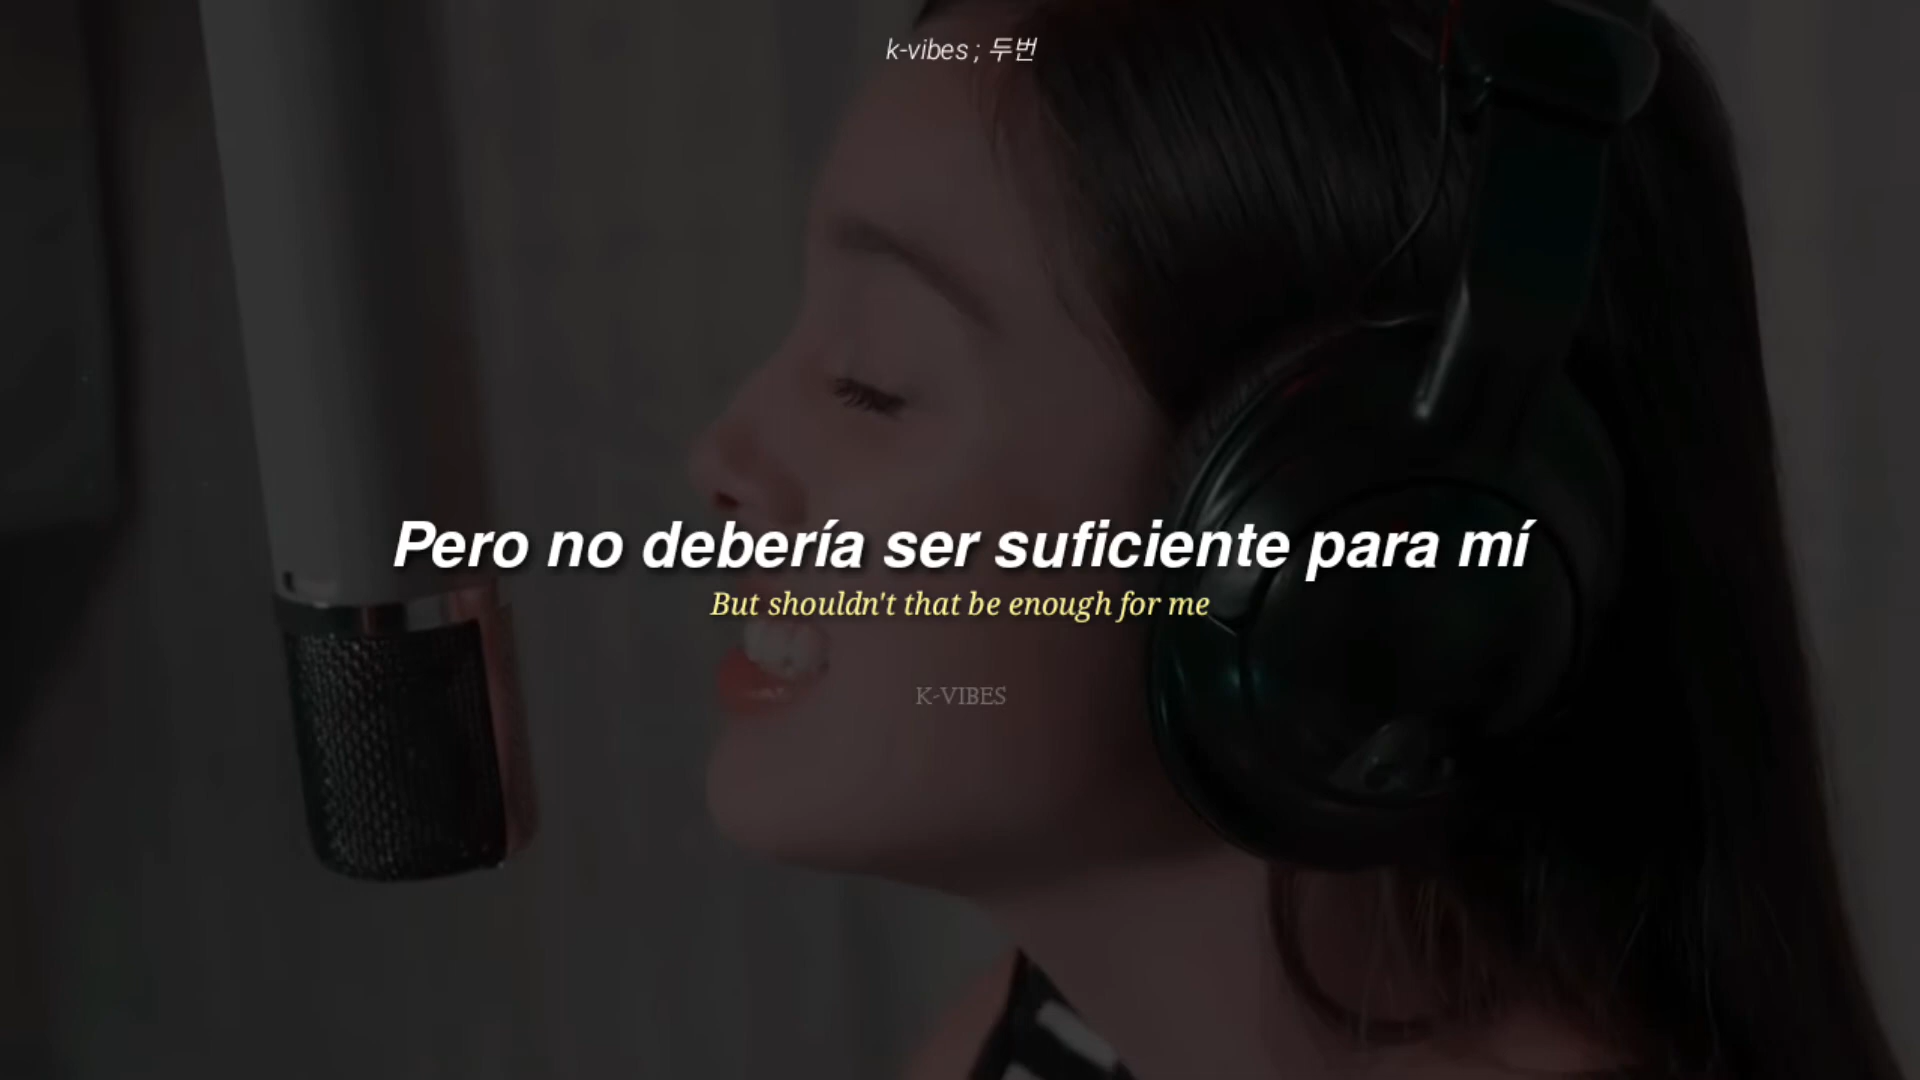 k-vibes ; 두번
Pero no debería ser suficiente para mí
But shouldn't that be enough for me
K-VIBES